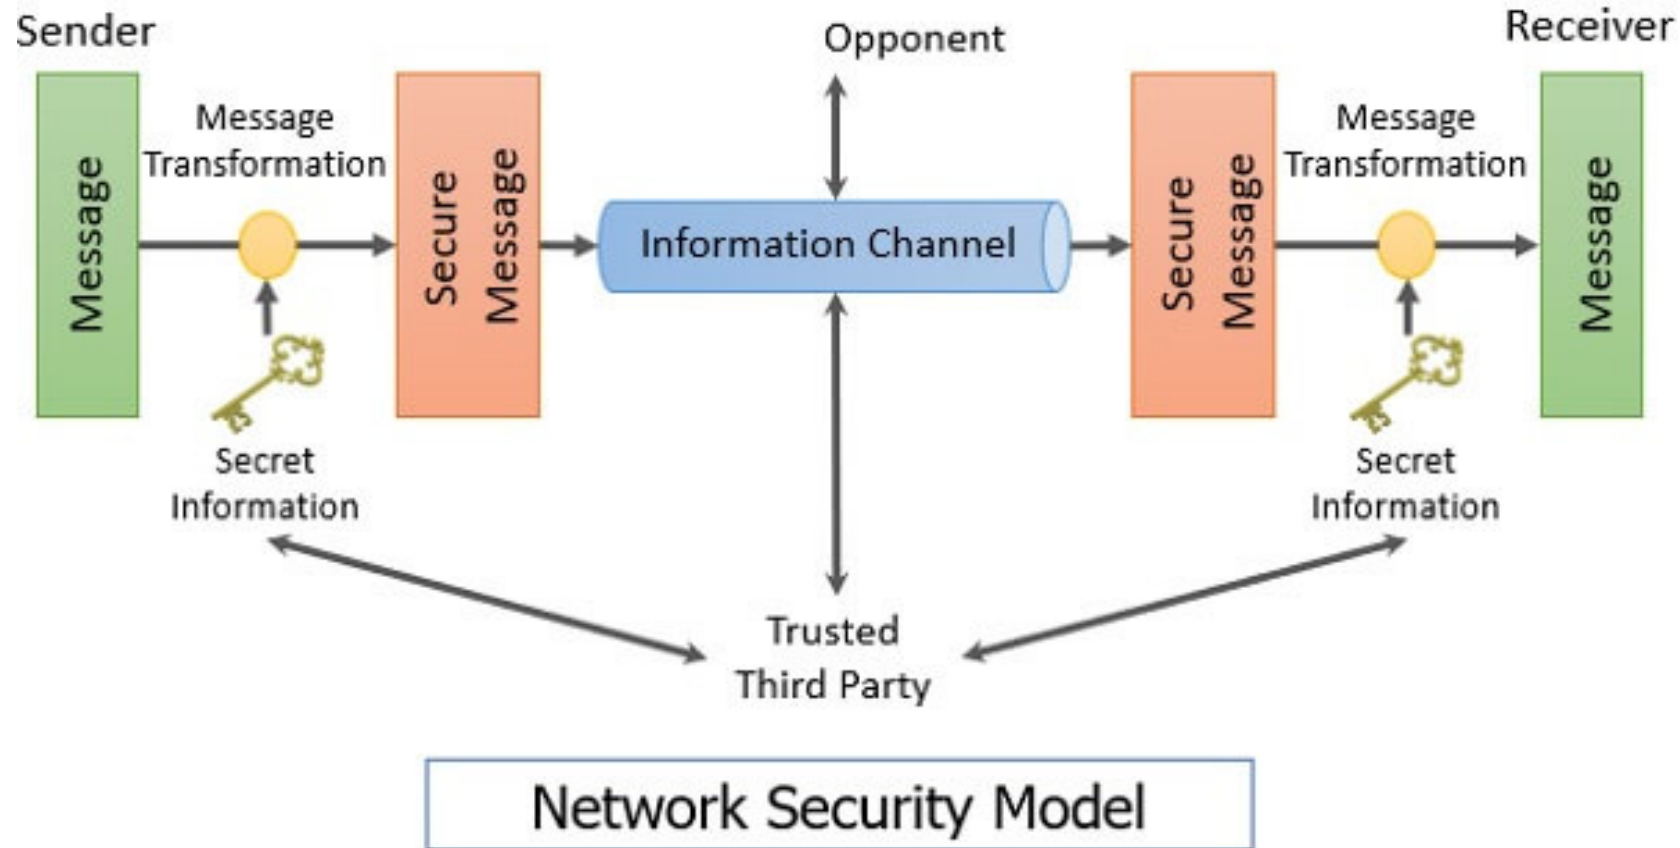 Sender
Opponent
Receiver
Message
Message
Transformation
Secure
Message
Information Channel
Secure
Message
Message
Transformation
Message
Secret
Information
Secret
Information
Trusted
Third Party
Network Security Model